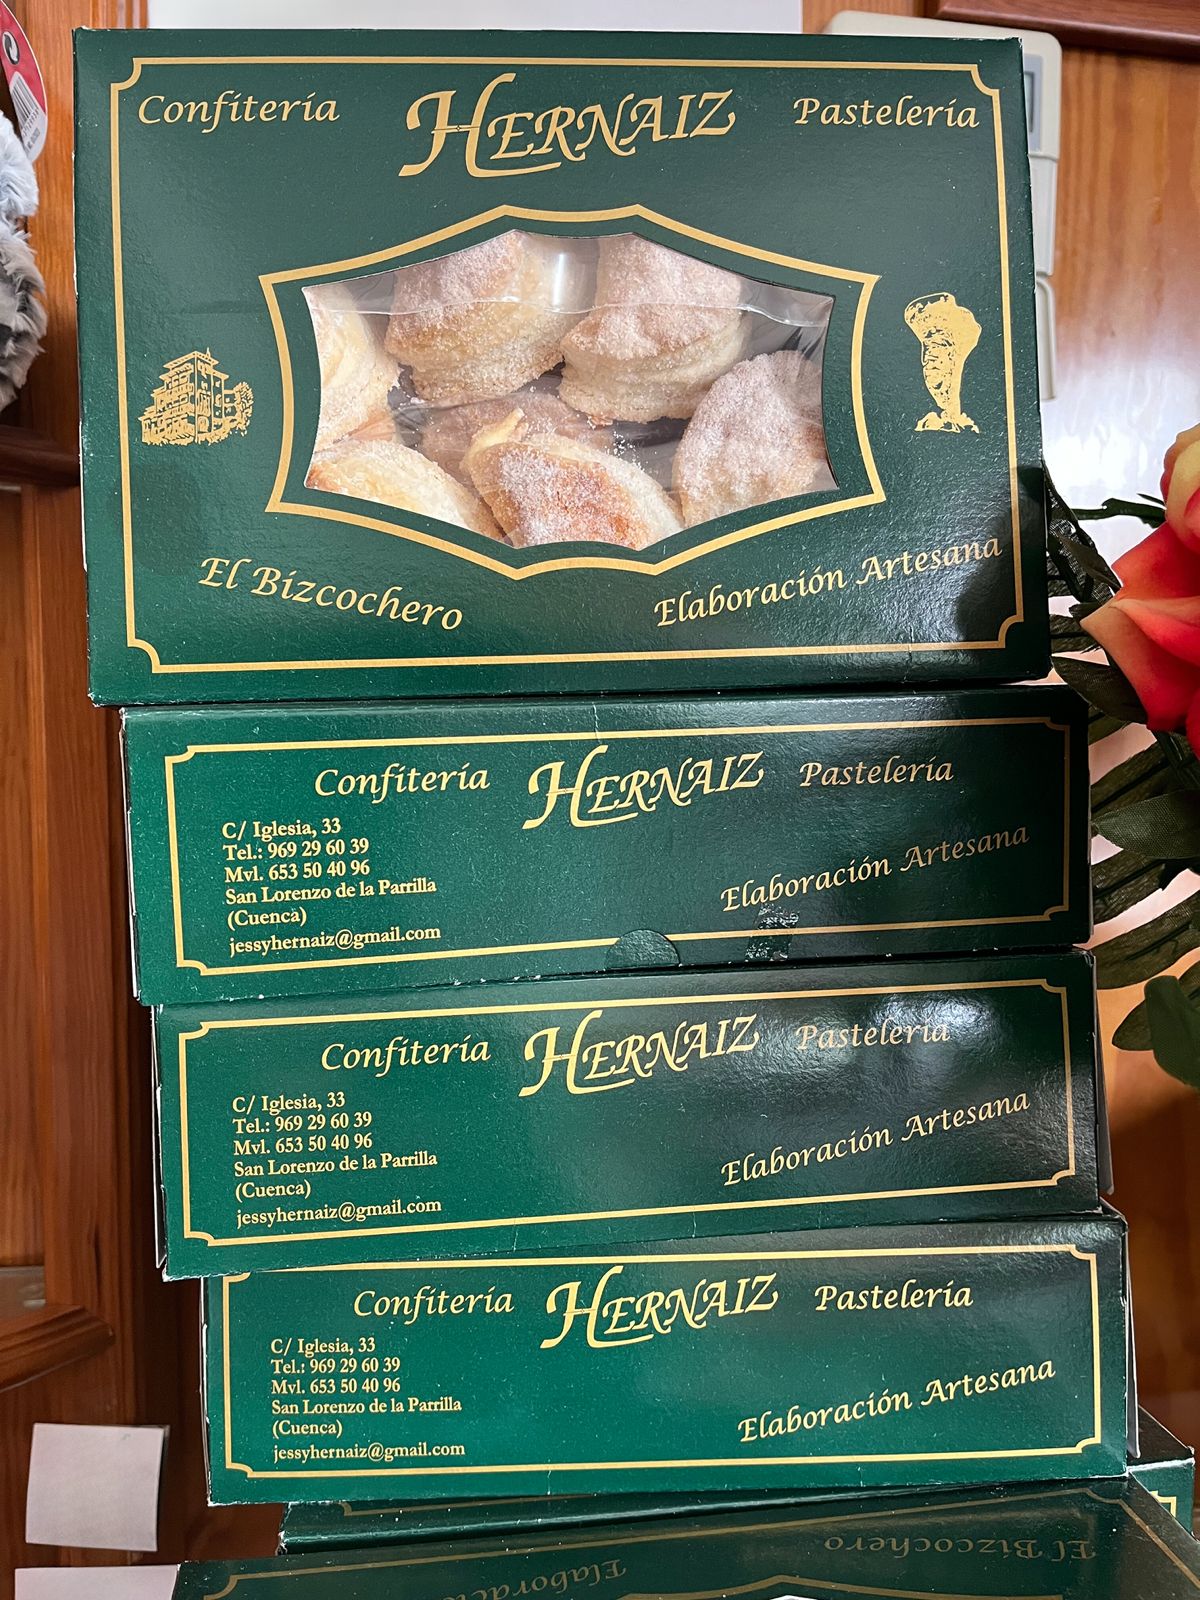 Confitería HERNAIZ Pastelería
El Bizcochero Elaboración Artesana
Confitería HERNAIZ Pastelería
C/ Iglesia, 33
Tel.: 969 29 60 39
Mvl. 653 50 40 96
San Lorenzo de la Parrilla
(Cuenca)
jessyhernaiz@gmail.com
Elaboración Artesana
Confitería HERNAIZ Pastelería
C/ Iglesia, 33
Tel.: 969 29 60 39
Mvl. 653 50 40 96
San Lorenzo de la Parrilla
(Cuenca)
jessyhernaiz@gmail.com
Elaboración Artesana
Confitería HERNAIZ Pastelería
C/ Iglesia, 33
Tel.: 969 29 60 39
Mvl. 653 50 40 96
San Lorenzo de la Parrilla
(Cuenca)
jessyhernaiz@gmail.com
Elaboración Artesana
El Bizcochero
Elaborac